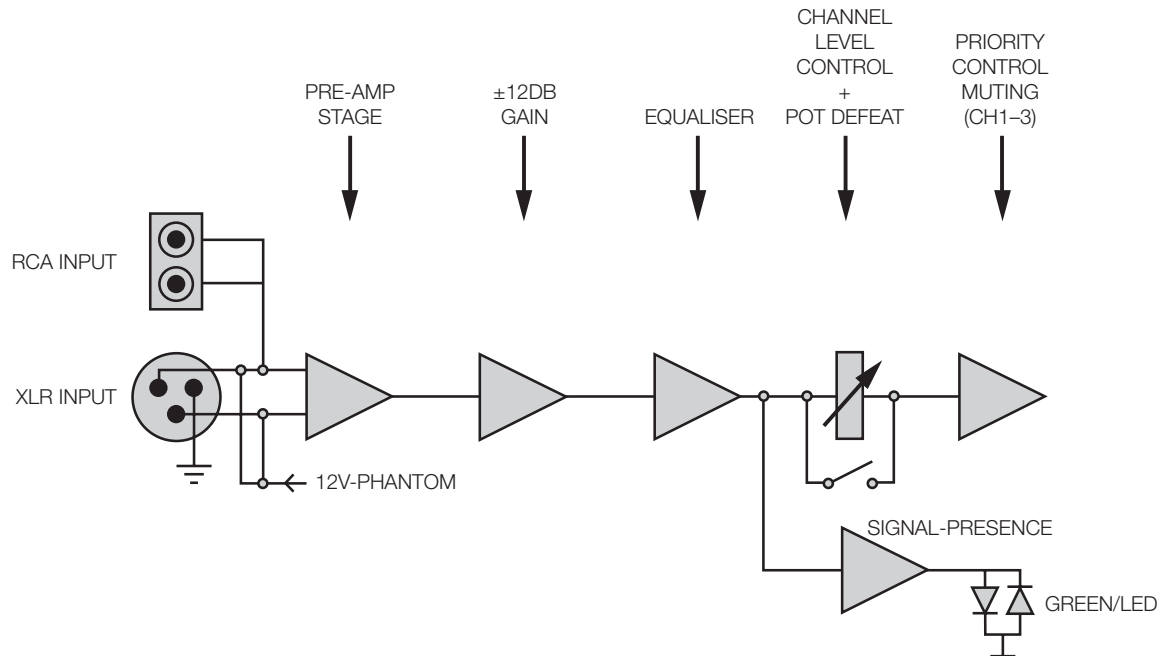 CHANNEL
LEVEL
CONTROL
+
POT DEFEAT
PRIORITY
CONTROL
MUTING
(CH1–3)
PRE-AMP
STAGE
±12DB
GAIN
EQUALISER
RCA INPUT
XLR INPUT
12V-PHANTOM
SIGNAL-PRESENCE
GREEN/LED